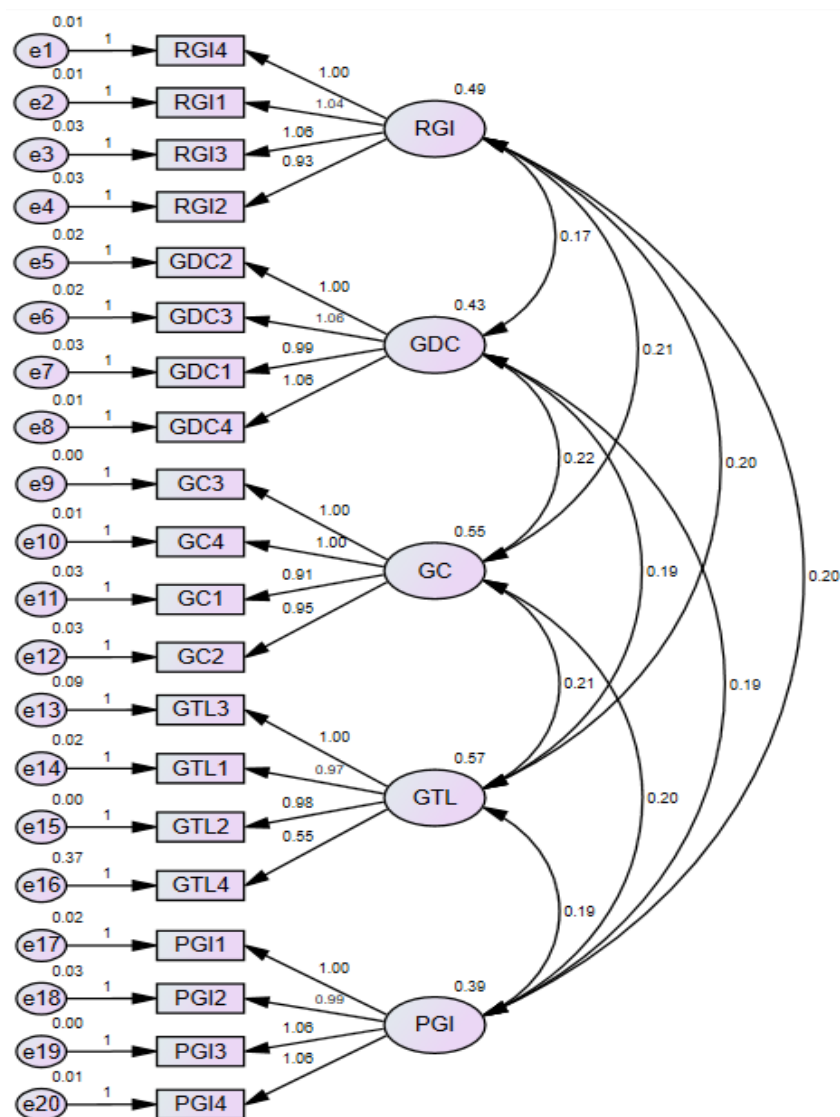 0.01
e1 1 RGI4
1.00
0.49
0.01
e2 1 RGI1
1.04
RGI
0.03
e3 1 RGI3
1.06
0.93
0.03
e4 1 RGI2
0.17
0.02
e5 1 GDC2
1.00
0.43
0.02
e6 1 GDC3
1.06
GDC
0.21
0.03
e7 1 GDC1
0.99
1.06
0.01
e8 1 GDC4
0.22
0.20
0.00
e9 1 GC3
1.00
0.55
0.01
e10 1 GC4
1.00
GC
0.19
0.20
0.03
e11 1 GC1
0.91
0.95
0.03
e12 1 GC2
0.21
0.19
0.09
e13 1 GTL3
1.00
0.57
0.02
e14 1 GTL1
0.97
GTL
0.20
0.00
e15 1 GTL2
0.98
0.55
0.37
e16 1 GTL4
0.19
0.02
e17 1 PGI1
1.00
0.39
0.03
e18 1 PGI2
0.99
PGI
0.00
e19 1 PGI3
1.06
1.06
0.01
e20 1 PGI4